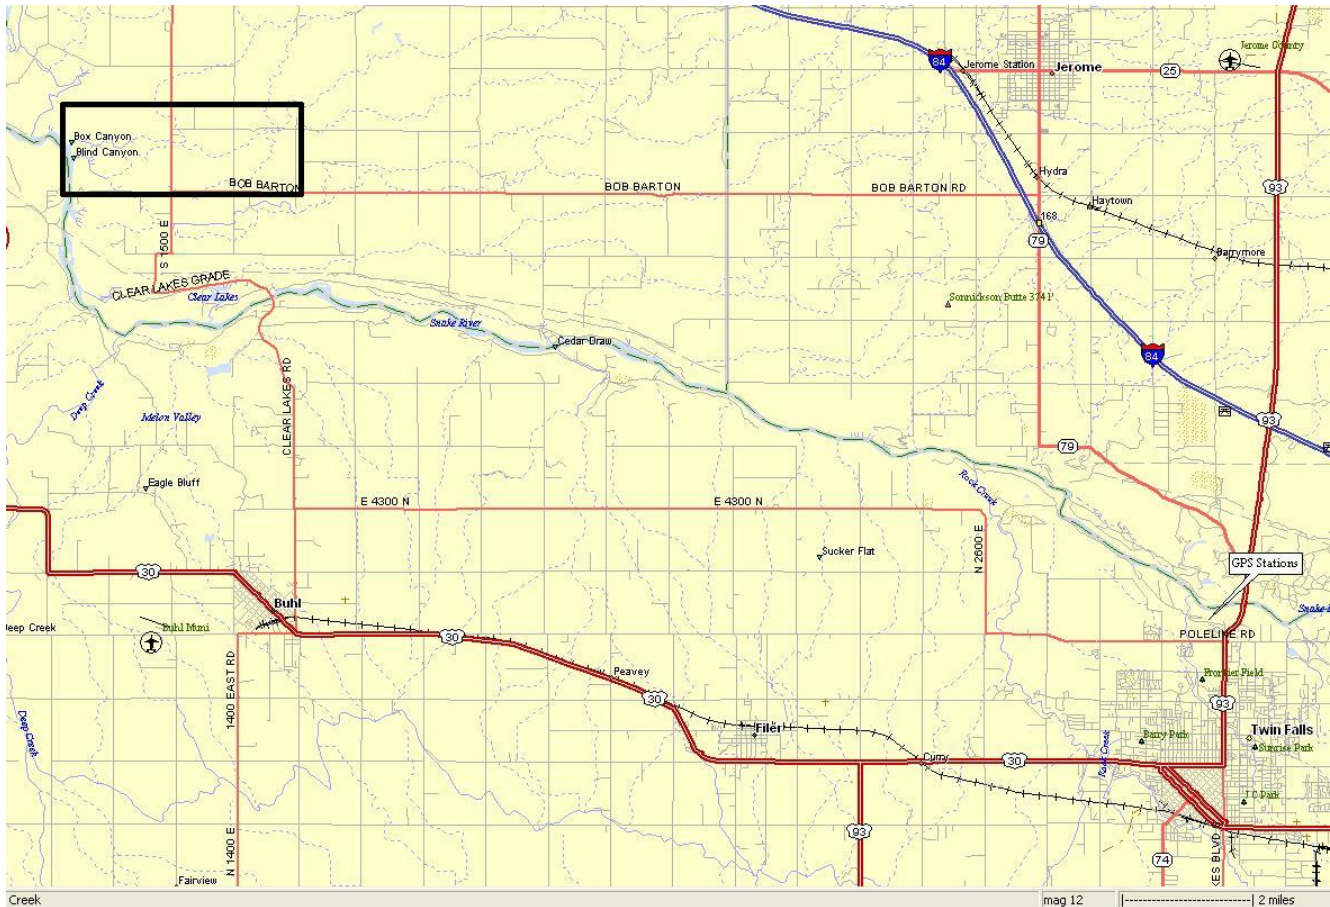 Jerome County
84
Jerome Station
Jerome
25
Box Canyon
Blind Canyon
Hydra
BOB BARTON
BOB BARTON
BOB BARTON RD
93
Haytown
168
79
S 1500 E
Barrymore
CLEAR LAKES GRADE
Clear Lakes
Sonnickson Butte 3741'
Snake River
Cedar Draw
84
Deep Creek
Melon Valley
CLEAR LAKES RD
93
79
Eagle Bluff
Rock Creek
E 4300 N
E 4300 N
N 2600 E
Sucker Flat
GPS Stations
30
Buhl
Snake
Deep Creek
Buhl Muni
30
POLELINE RD
1400 EAST RD
Peavey
Frontier Field
30
93
Deep Creek
Filer
Barry Park
Twin Falls
Sunrise Park
Rock Creek
Curry
30
J C Park
N 1400 E
93
74
KES BLVD
Fairview
Creek
mag 12
2 miles